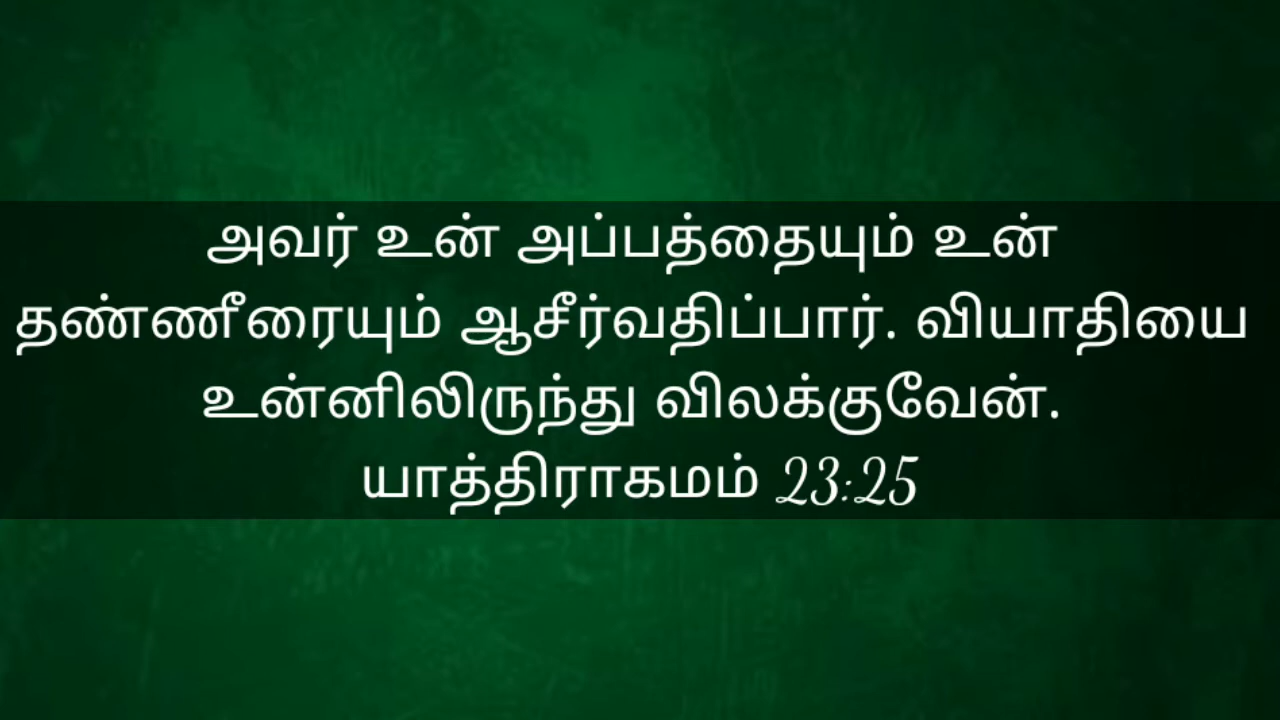 அவர் உன் அப்பத்தையும் உன்
தண்ணீரையும் ஆசீர்வதிப்பார். வியாதியை
உன்னிலிருந்து விலக்குவேன்.
யாத்திராகமம் 23:25